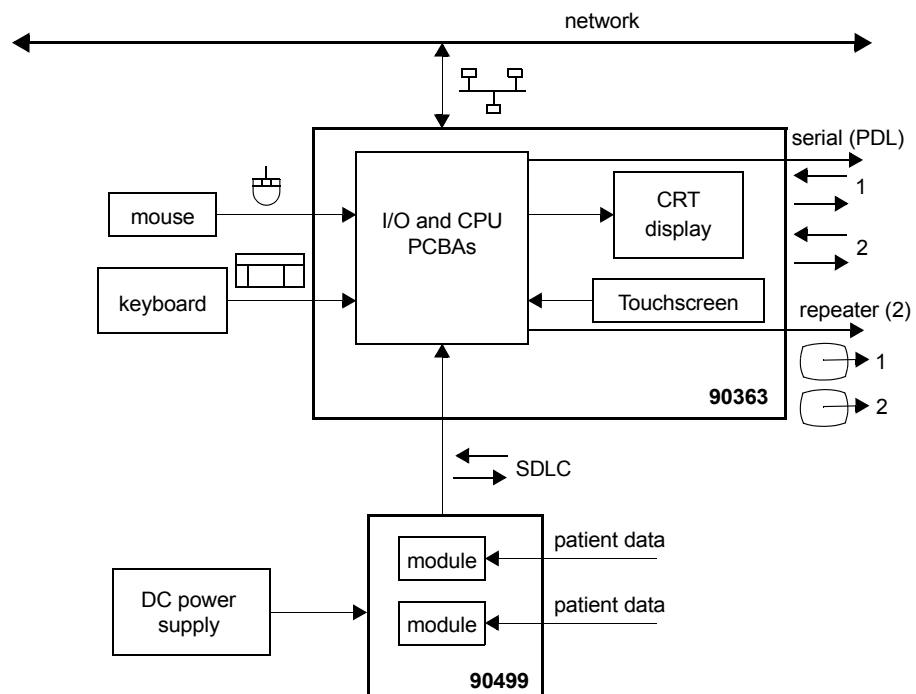 network
serial (PDL)
1
2
mouse
keyboard
I/O and CPU
PCBAs
CRT
display
Touchscreen
repeater (2)
1
2
90363
SDLC
DC power
supply
module
patient data
module
patient data
90499